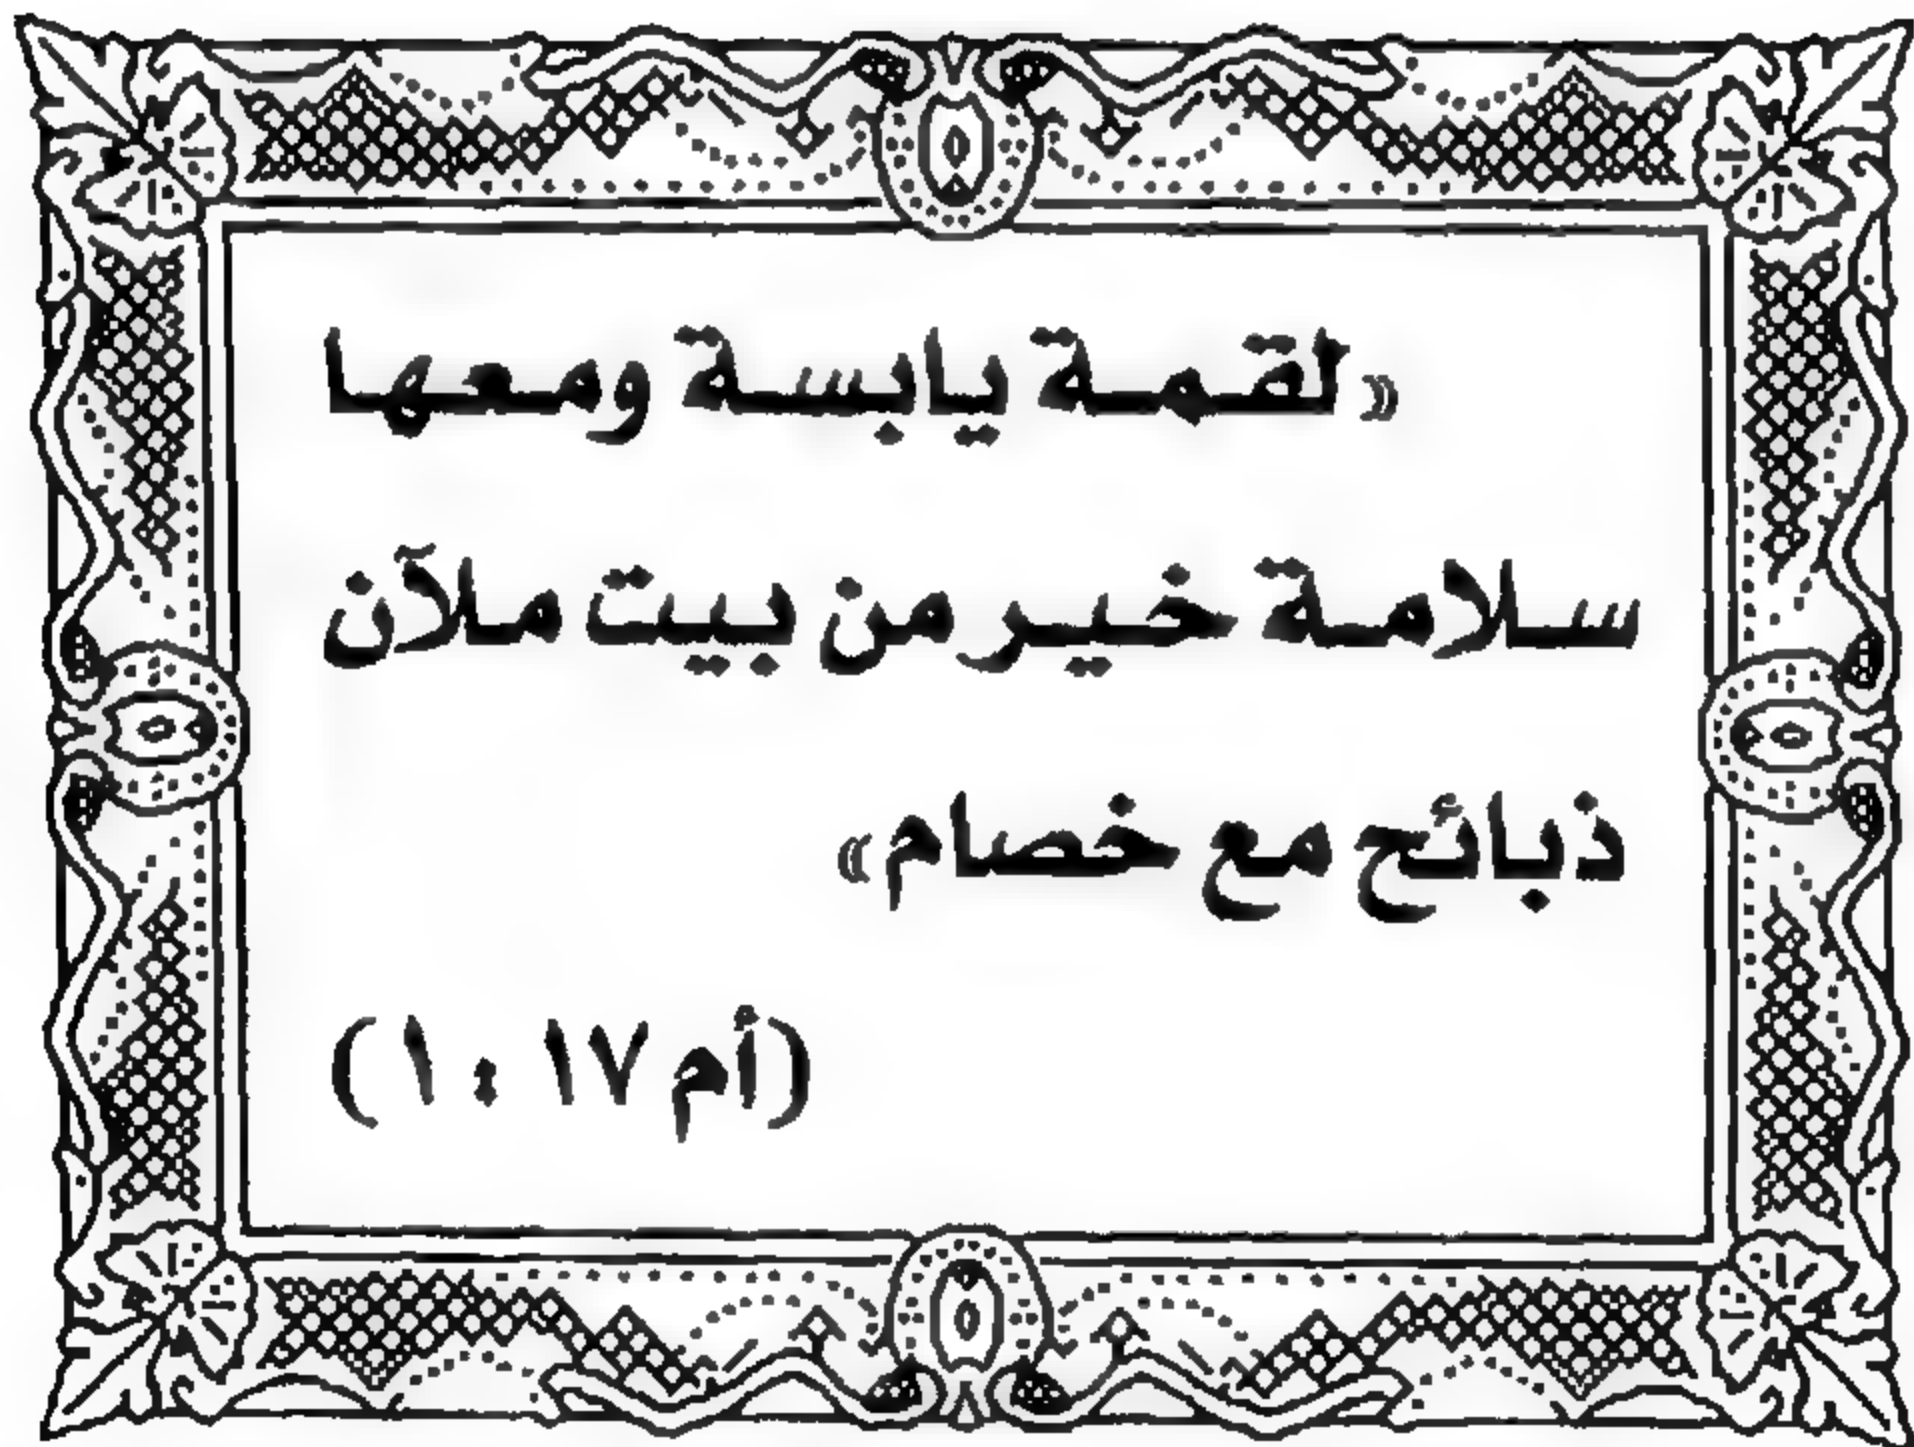 «لقمة يابسة ومعها
سلامة خير من بيت ملآن
ذبائح مع خصام»
(أم ١٧ : ١)